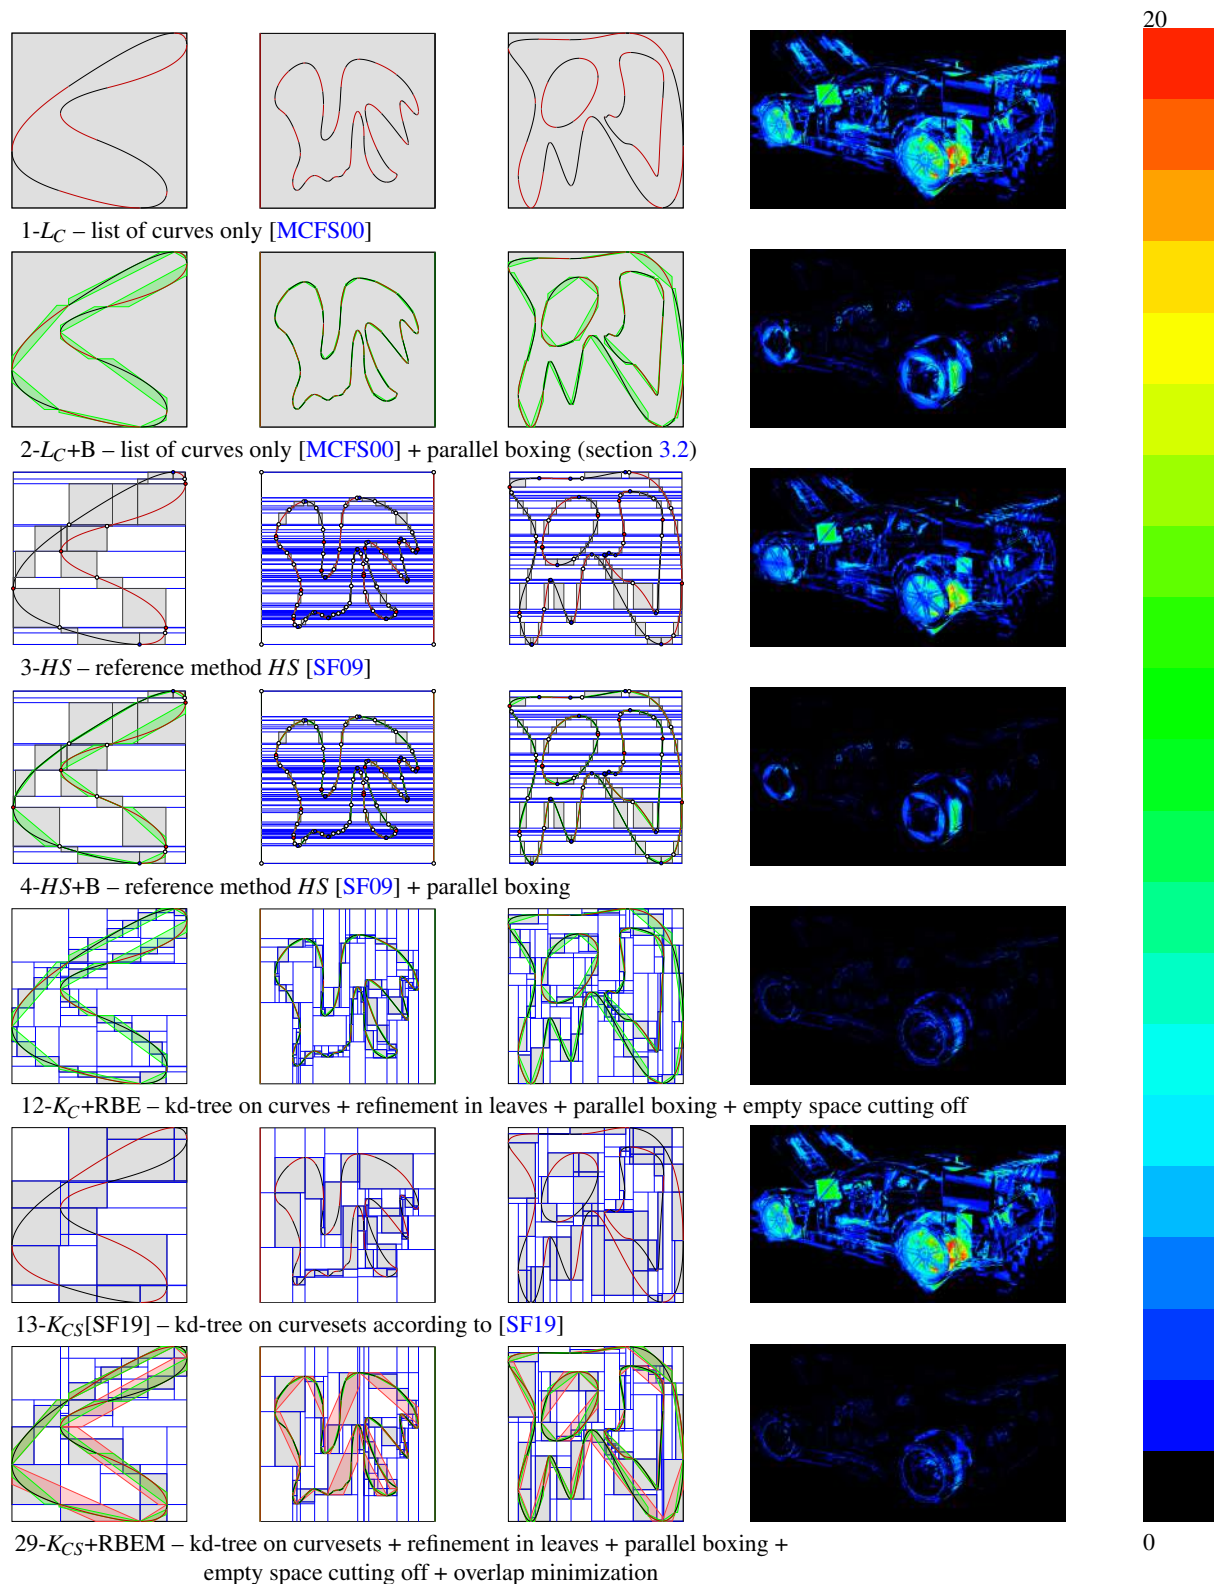 20
1-L_C – list of curves only [MCFS00]
2-L_C+B – list of curves only [MCFS00] + parallel boxing (section 3.2)
3-HS – reference method HS [SF09]
4-HS+B – reference method HS [SF09] + parallel boxing
12-K_C+RBE – kd-tree on curves + refinement in leaves + parallel boxing + empty space cutting off
13-K_CS[SF19] – kd-tree on curvesets according to [SF19]
29-K_CS+RBEM – kd-tree on curvesets + refinement in leaves + parallel boxing +
empty space cutting off + overlap minimization
0